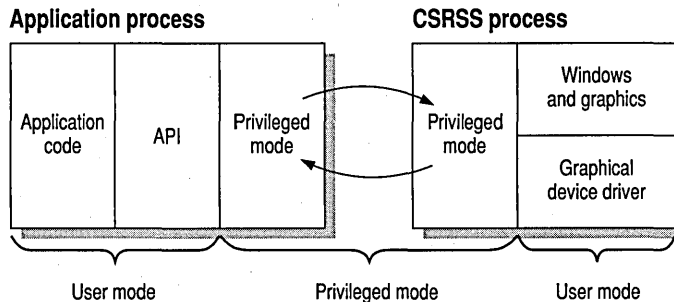 Application process
CSRSS process
Application
code
API
Privileged
mode
Privileged
mode
Windows
and graphics
Graphical
device driver
User mode
Privileged mode
User mode